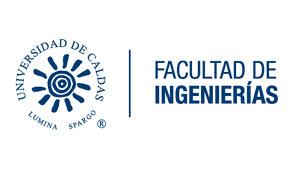 UNIVERSIDAD DE CALDAS
LUMINA SPARGO
®
FACULTAD DE
INGENIERÍAS